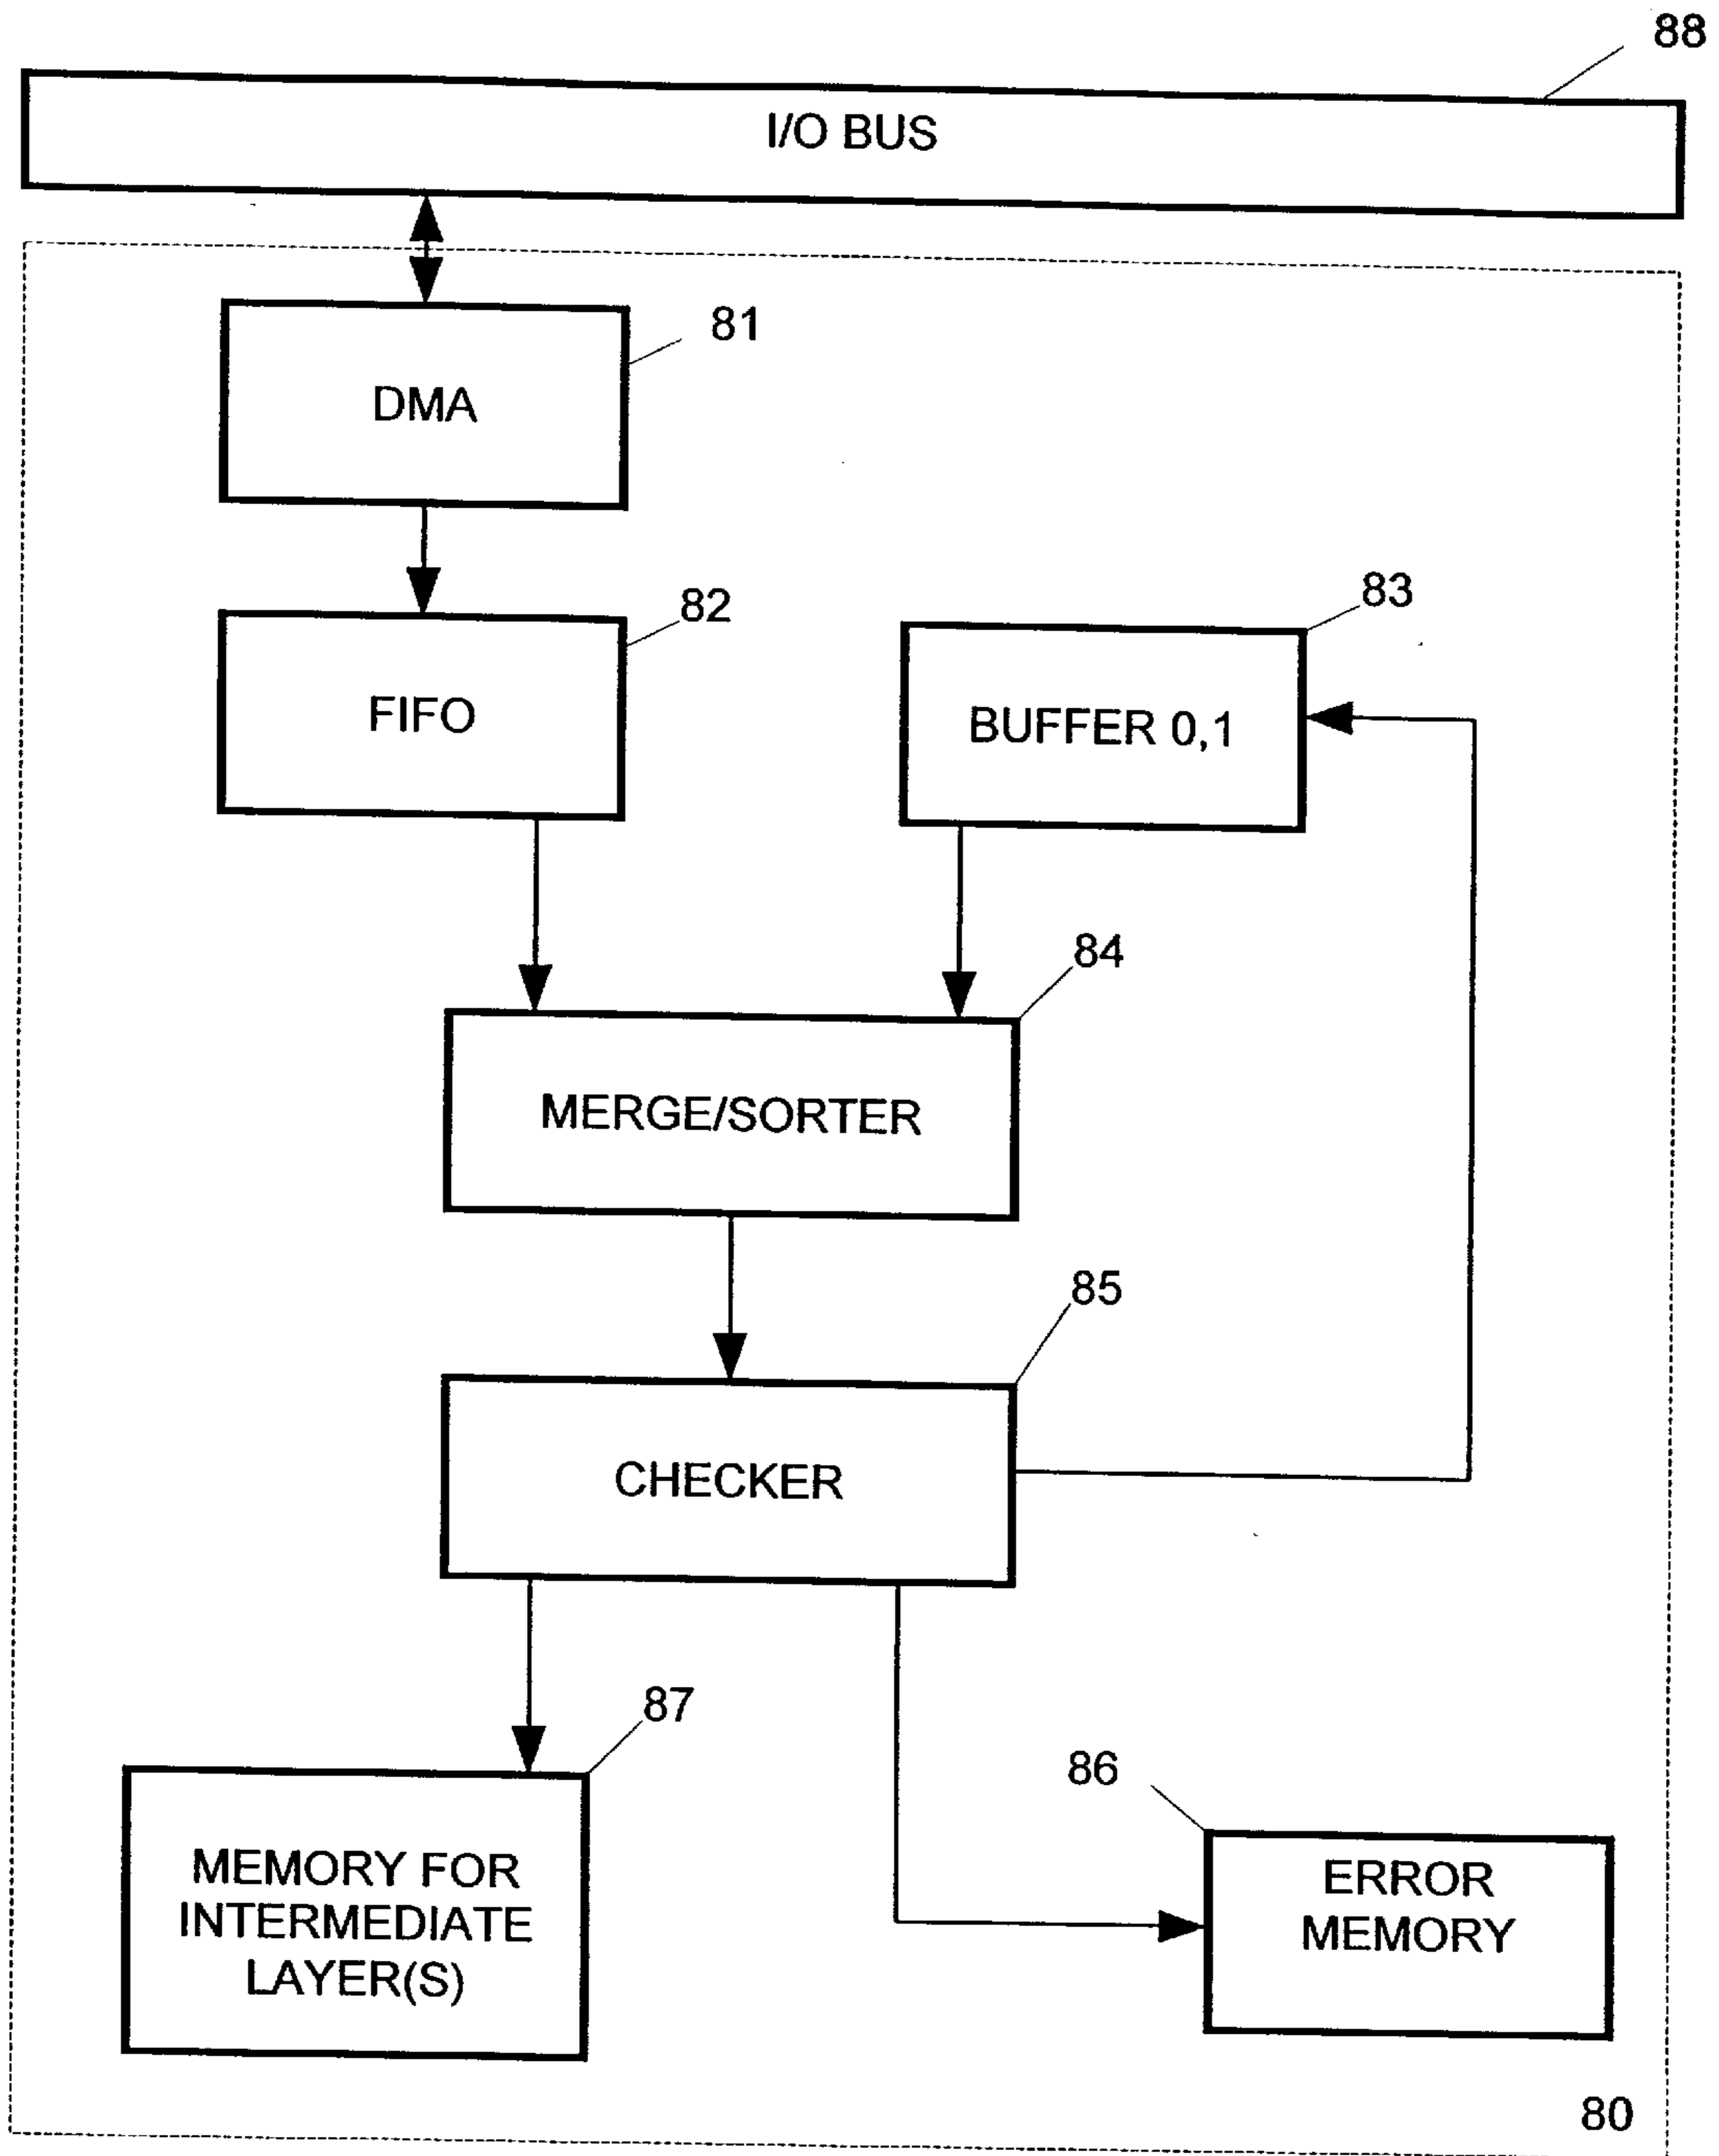 88
I/O BUS
81
DMA
82
FIFO
83
BUFFER 0,1
84
MERGE/SORTER
85
CHECKER
87
MEMORY FOR
INTERMEDIATE
LAYER(S)
86
ERROR
MEMORY
80